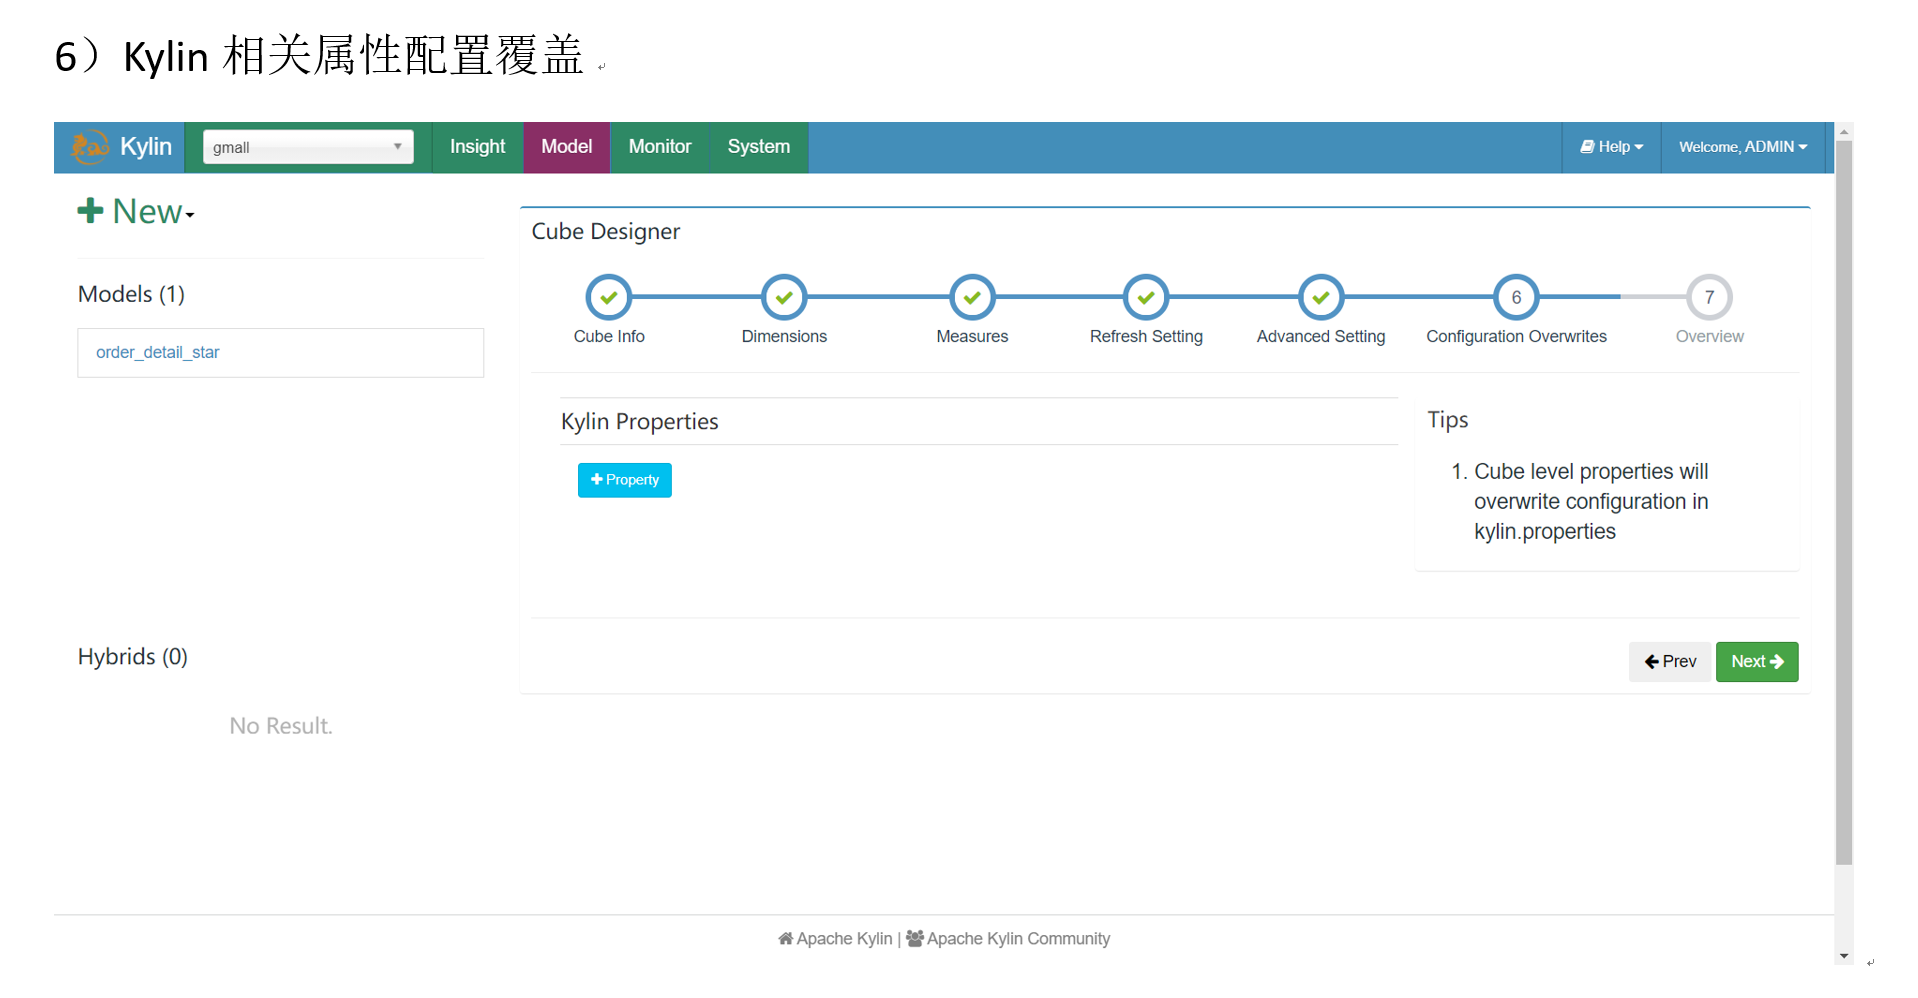 6）Kylin 相关属性配置覆盖
Kylin
gmall
Insight
Model
Monitor
System
Help
Welcome, ADMIN
New
Models (1)
order_detail_star
Hybrids (0)
No Result.
Cube Designer
6
7
Cube Info
Dimensions
Measures
Refresh Setting
Advanced Setting
Configuration Overwrites
Overview
Kylin Properties
Property
Tips
1. Cube level properties will
overwrite configuration in
kylin.properties
Prev
Next
Apache Kylin | Apache Kylin Community